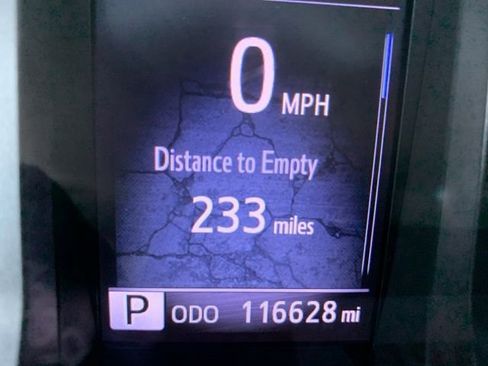 0 MPH
Distance to Empty
233 miles
P ODO 116628 mi